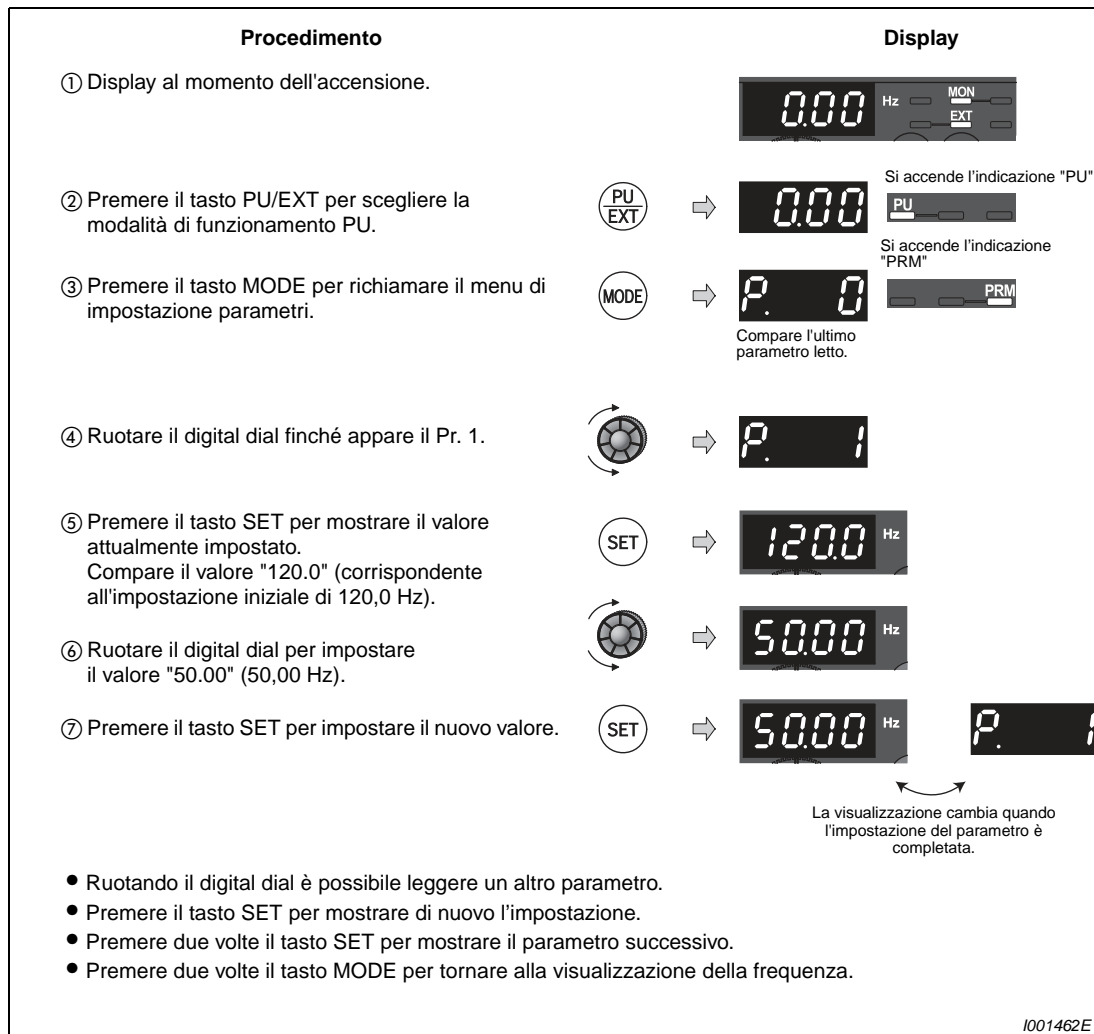 Procedimento
Display
① Display al momento dell'accensione.
0.00 Hz MON
EXT
② Premere il tasto PU/EXT per scegliere la
modalità di funzionamento PU.
PU
EXT
0.00
Si accende l'indicazione "PU"
PU
③ Premere il tasto MODE per richiamare il menu di
impostazione parametri.
MODE
P. 0
Compare l'ultimo
parametro letto.
Si accende l'indicazione
"PRM"
PRM
④ Ruotare il digital dial finché appare il Pr. 1.
P. 1
⑤ Premere il tasto SET per mostrare il valore
attualmente impostato.
Compare il valore "120.0" (corrispondente
all'impostazione iniziale di 120,0 Hz).
SET
120.0 Hz
⑥ Ruotare il digital dial per impostare
il valore "50.00" (50,00 Hz).
50.00 Hz
⑦ Premere il tasto SET per impostare il nuovo valore.
SET
50.00 Hz
P. 1
La visualizzazione cambia quando
l'impostazione del parametro è
completata.
● Ruotando il digital dial è possibile leggere un altro parametro.
● Premere il tasto SET per mostrare di nuovo l'impostazione.
● Premere due volte il tasto SET per mostrare il parametro successivo.
● Premere due volte il tasto MODE per tornare alla visualizzazione della frequenza.
I001462E